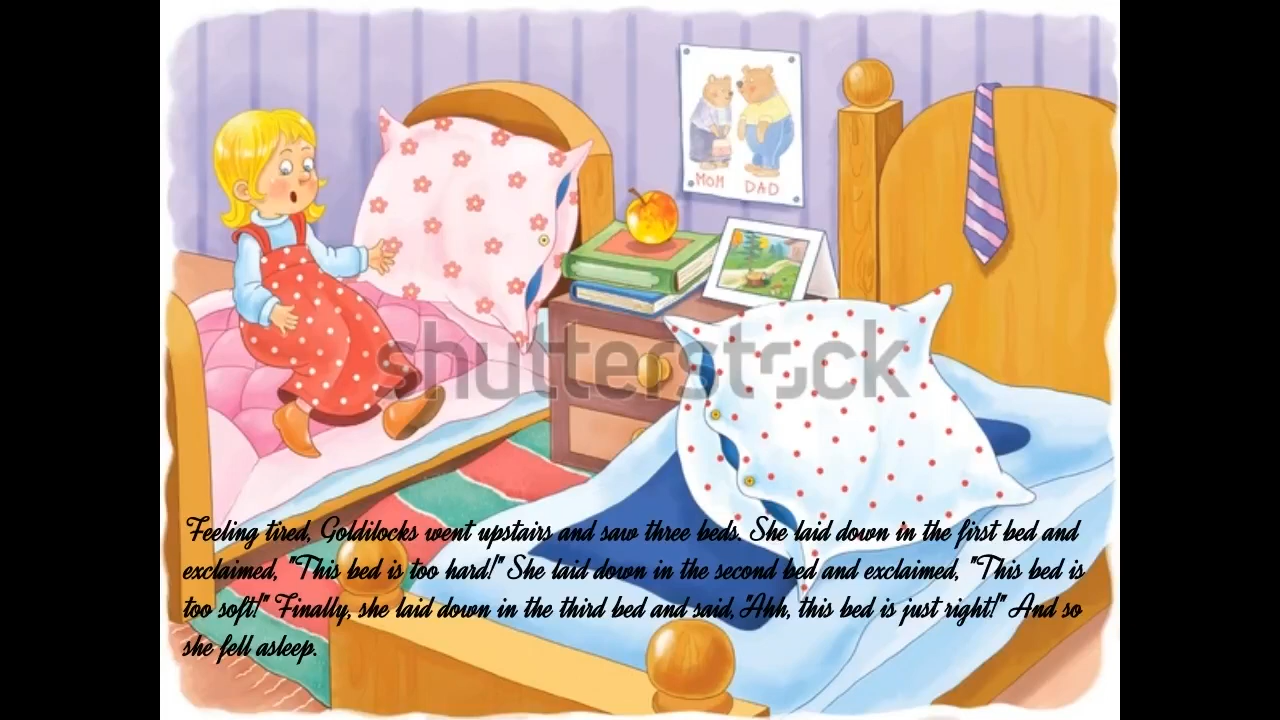 MOM DAD
shutterstock
Feeling tired, Goldilocks went upstairs and saw three beds. She laid down in the first bed and
exclaimed, "This bed is too hard!" She laid down in the second bed and exclaimed, "This bed is
too soft!" Finally, she laid down in the third bed and said,"Ahh, this bed is just right!" And so
she fell asleep.